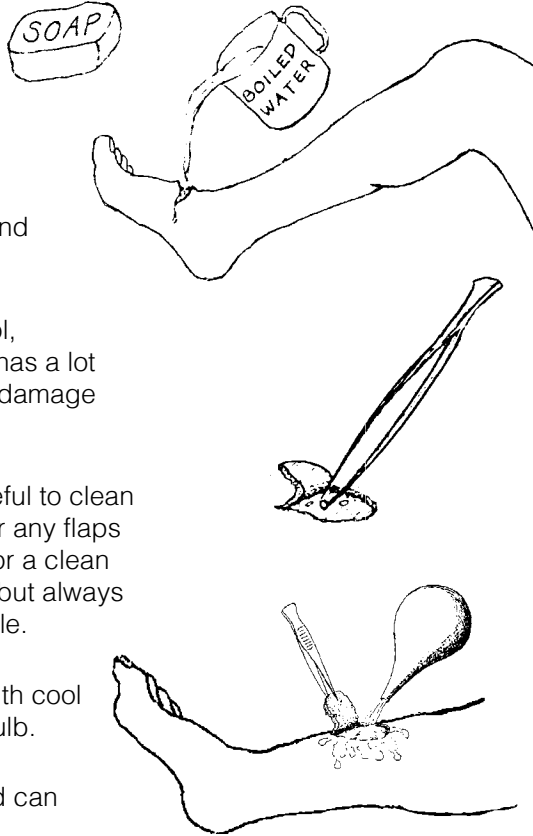 SOAP
BOILED
WATER
nd
ol,
has a lot
damage
eful to clean
r any flaps
or a clean
but always
le.
th cool
ulb.
d can